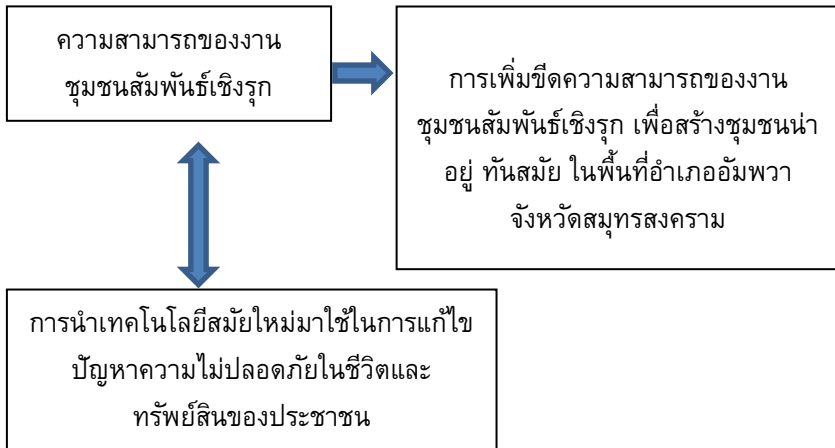 ความสามารถของงาน
ชุมชนสัมพันธ์เชิงรุก
การเพิ่มขีดความสามารถของงาน
ชุมชนสัมพันธ์เชิงรุก เพื่อสร้างชุมชนน่า
อยู่ ทันสมัย ในพื้นที่อำเภออัมพวา
จังหวัดสมุทรสงคราม
การนำเทคโนโลยีสมัยใหม่มาใช้ในการแก้ไข
ปัญหาความไม่ปลอดภัยในชีวิตและ
ทรัพย์สินของประชาชน